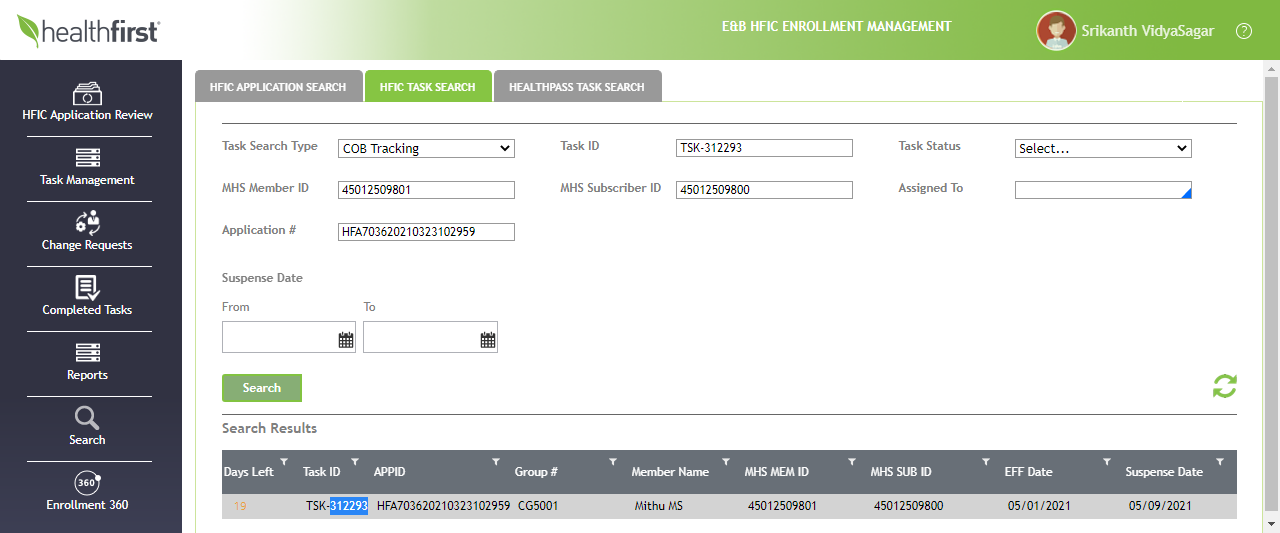 healthfirst
E&B HFIC ENROLLMENT MANAGEMENT
Srikanth VidyaSagar
?
HFIC Application Review
Task Management
Change Requests
Completed Tasks
Reports
Search
360°
Enrollment 360
HFIC APPLICATION SEARCH HFIC TASK SEARCH HEALTHPASS TASK SEARCH
Task Search Type COB Tracking Task ID TSK-312293 Task Status Select...
MHS Member ID 45012509801 MHS Subscriber ID 45012509800 Assigned To
Application # HFA703620210323102959
Suspense Date
From To
Search
Search Results
Days Left Task ID APPID Group # Member Name MHS MEM ID MHS SUB ID EFF Date Suspense Date
19 TSK-312293 HFA703620210323102959 CG5001 Mithu MS 45012509801 45012509800 05/01/2021 05/09/2021